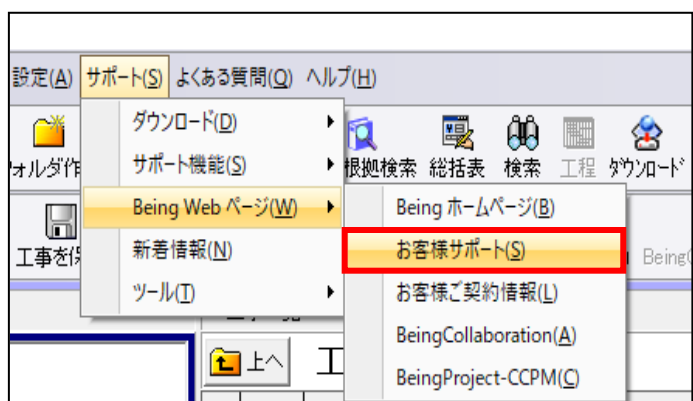 設定(A) サポート(S) よくある質問(Q) ヘルプ(H)
ダウンロード(D)
サポート機能(S)
Being Web ページ(W)
新着情報(N)
ツール(T)
根拠検索 総括表 検索 工程 ダウンロード
工事を
Being ホームページ(B)
お客様サポート(S)
お客様ご契約情報(L)
BeingCollaboration(A)
BeingProject-CCPM(C)
Being
上へ